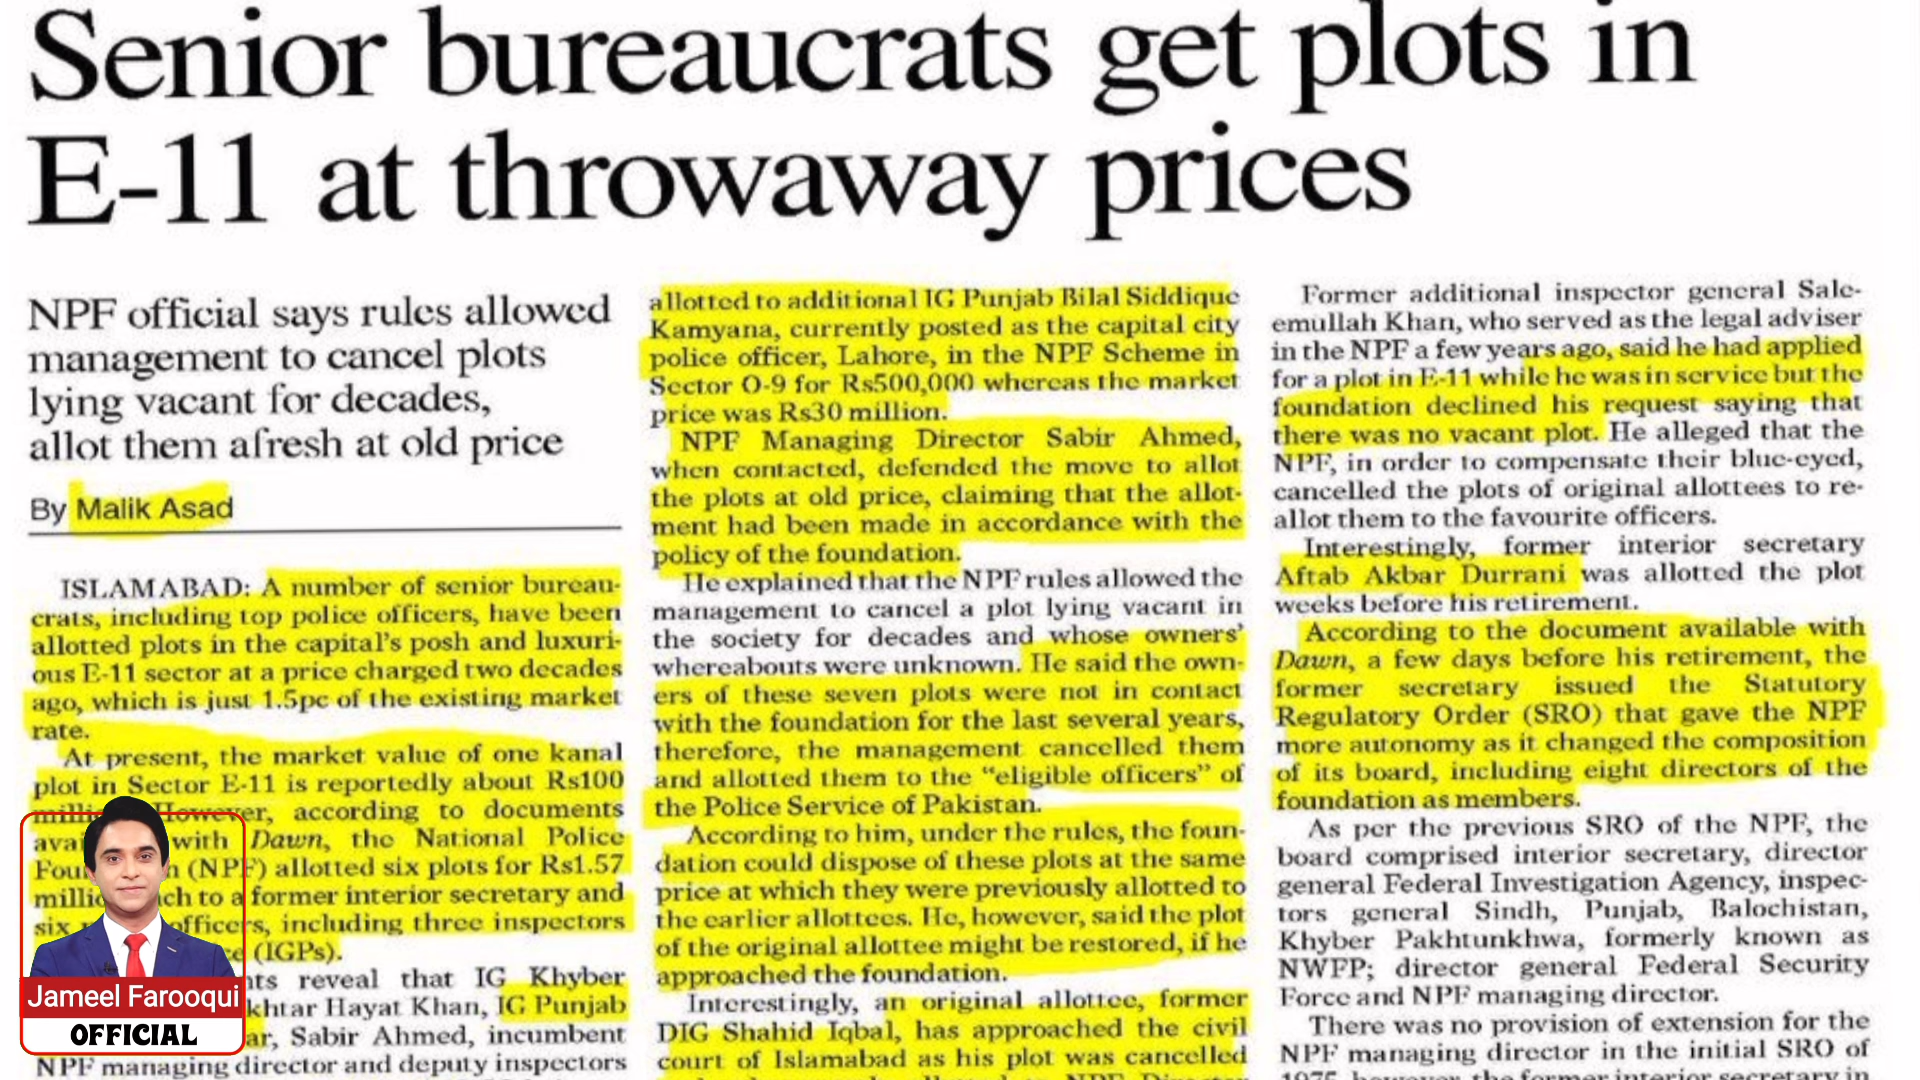 Senior bureaucrats get plots in
E-11 at throwaway prices
NPF official says rules allowed
management to cancel plots
lying vacant for decades,
allot them afresh at old price
By Malik Asad
ISLAMABAD: A number of senior bureau-
crats, including top police officers, have been
allotted plots in the capital's posh and luxuri-
ous E-11 sector at a price charged two decades
ago, which is just 1.5pc of the existing market
rate.
At present, the market value of one kanal
plot in Sector E-11 is reportedly about Rs100
However, according to documents
with Dawn, the National Police
(NPF) allotted six plots for Rs1.57
to a former interior secretary and
six officers, including three inspectors
(IGPs).
reveal that IG Khyber
Hayat Khan, IG Punjab
Sabir Ahmed, incumbent
NPF managing director and deputy inspectors
allotted to additional IG Punjab Bilal Siddique
Kamyana, currently posted as the capital city
police officer, Lahore, in the NPF Scheme in
Sector O-9 for Rs500,000 whereas the market
price was Rs30 million.
NPF Managing Director Sabir Ahmed,
when contacted, defended the move to allot
the plots at old price, claiming that the allot-
ment had been made in accordance with the
policy of the foundation.
He explained that the NPF rules allowed the
management to cancel a plot lying vacant in
the society for decades and whose owners'
whereabouts were unknown. He said the own-
ers of these seven plots were not in contact
with the foundation for the last several years,
therefore, the management cancelled them
and allotted them to the "eligible officers" of
the Police Service of Pakistan.
According to him, under the rules, the foun-
dation could dispose of these plots at the same
price at which they were previously allotted to
the earlier allottees. He, however, said the plot
of the original allottee might be restored, if he
approached the foundation.
Interestingly, an original allottee, former
DIG Shahid Iqbal, has approached the civil
court of Islamabad as his plot was cancelled
Former additional inspector general Sale-
emullah Khan, who served as the legal adviser
in the NPF a few years ago, said he had applied
for a plot in E-11 while he was in service but the
foundation declined his request saying that
there was no vacant plot. He alleged that the
NPF, in order to compensate their blue-eyed,
cancelled the plots of original allottees to re-
allot them to the favourite officers.
Interestingly, former interior secretary
Aftab Akbar Durrani was allotted the plot
weeks before his retirement.
According to the document available with
Dawn, a few days before his retirement, the
former secretary issued the Statutory
Regulatory Order (SRO) that gave the NPF
more autonomy as it changed the composition
of its board, including eight directors of the
foundation as members.
As per the previous SRO of the NPF, the
board comprised interior secretary, director
general Federal Investigation Agency, inspec-
tors general Sindh, Punjab, Balochistan,
Khyber Pakhtunkhwa, formerly known as
NWFP; director general Federal Security
Force and NPF managing director.
There was no provision of extension for the
NPF managing director in the initial SRO of
Jameel Farooqui
OFFICIAL